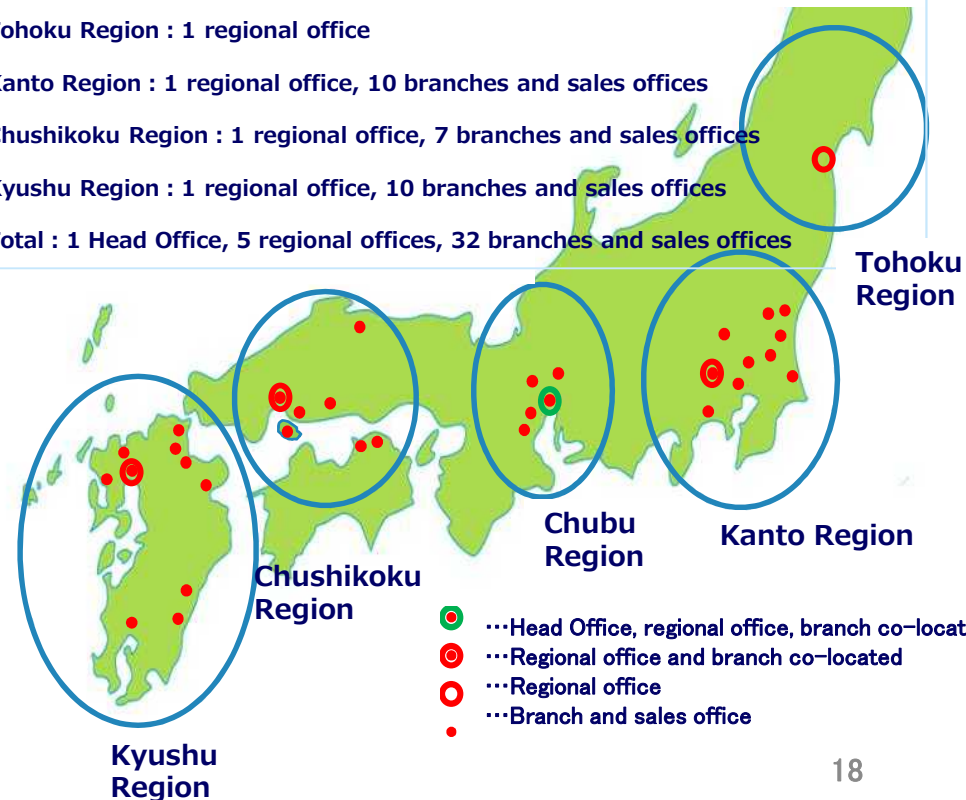 ohoku Region : 1 regional office
anto Region : 1 regional office, 10 branches and sales offices
hushikoku Region : 1 regional office, 7 branches and sales offices
yushu Region : 1 regional office, 10 branches and sales offices
otal : 1 Head Office, 5 regional offices, 32 branches and sales offices
Tohoku
Region
Chubu
Region
Kanto Region
Chushikoku
Region
…Head Office, regional office, branch co-locat
…Regional office and branch co-located
…Regional office
…Branch and sales office
Kyushu
Region
18